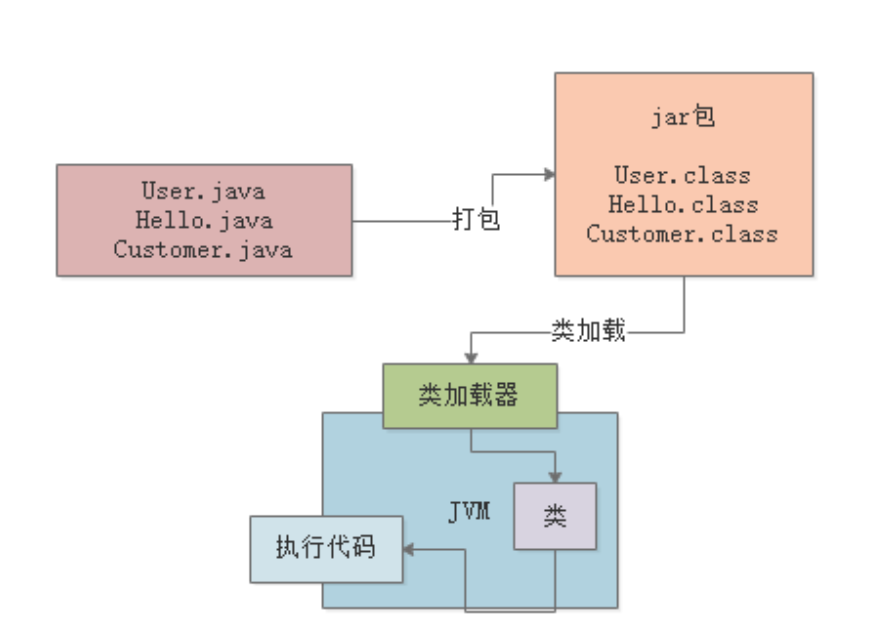 User.java
Hello.java
Customer.java
打包
jar包
User.class
Hello.class
Customer.class
类加载
类加载器
JVM
类
执行代码